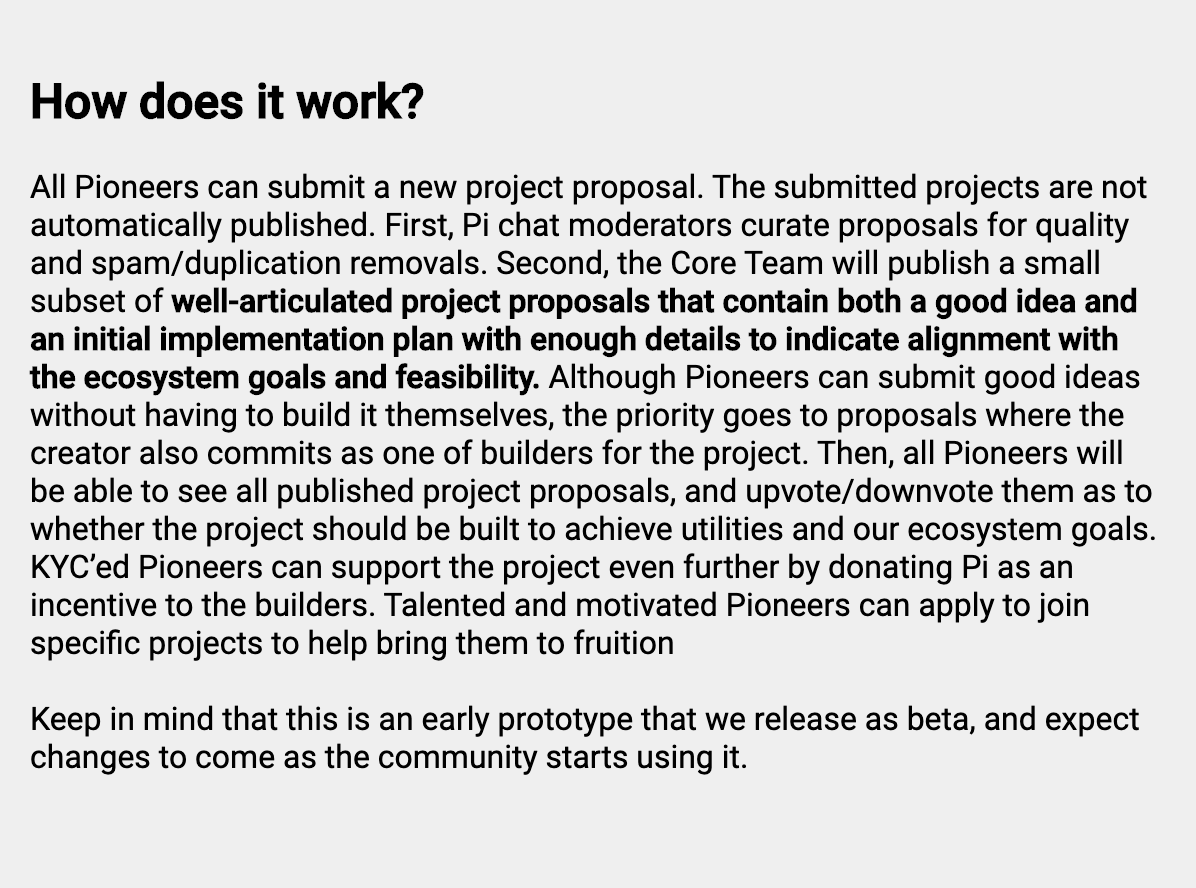 How does it work?
All Pioneers can submit a new project proposal. The submitted projects are not
automatically published. First, Pi chat moderators curate proposals for quality
and spam/duplication removals. Second, the Core Team will publish a small
subset of well-articulated project proposals that contain both a good idea and
an initial implementation plan with enough details to indicate alignment with
the ecosystem goals and feasibility. Although Pioneers can submit good ideas
without having to build it themselves, the priority goes to proposals where the
creator also commits as one of builders for the project. Then, all Pioneers will
be able to see all published project proposals, and upvote/downvote them as to
whether the project should be built to achieve utilities and our ecosystem goals.
KYC’ed Pioneers can support the project even further by donating Pi as an
incentive to the builders. Talented and motivated Pioneers can apply to join
specific projects to help bring them to fruition
Keep in mind that this is an early prototype that we release as beta, and expect
changes to come as the community starts using it.